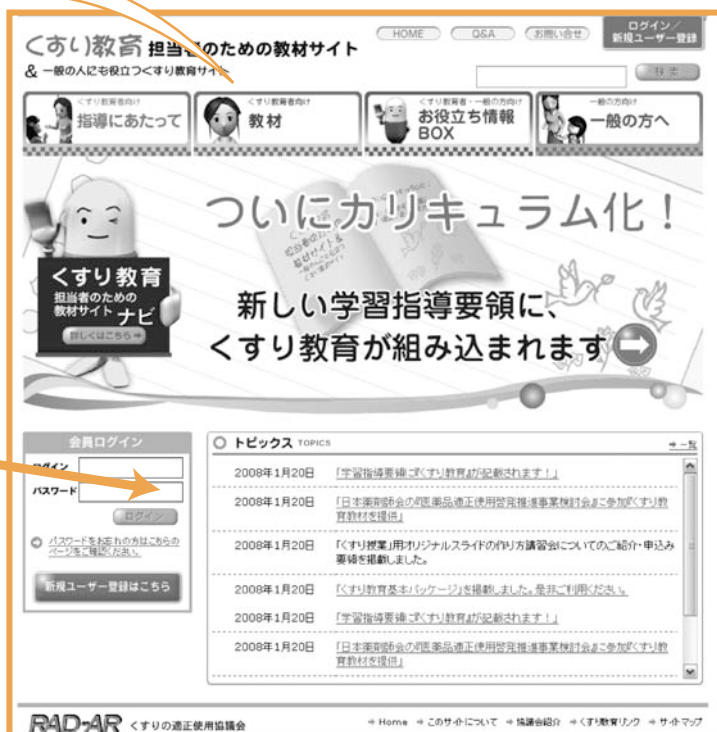 HOME Q&A お問い合せ ログイン/
新規ユーザー登録
くすり教育 担当者のための教材サイト
& 一般の人にも役立つくすり教育サイト
検索
くすり教育者向け
指導にあたって
くすり教育者向け
教材
くすり教育者・一般の方向け
お役立ち情報
BOX
一般の方向け
一般の方へ
ついにカリキュラム化!
くすり教育
担当者のための
教材サイト ナビ
詳しくはこちら
新しい学習指導要領に、
くすり教育が組み込まれます
会員ログイン
ログイン
パスワード
ログイン
パスワードをお忘れの方はこちらの
ページをご確認ください。
新規ユーザー登録はこちら
トピックス TOPICS
一覧
2008年1月20日 「学習指導要領に『くすり教育』が記載されます!」
2008年1月20日 「日本薬剤師会の『医薬品適正使用啓発推進事業検討会』に参加『くすり教
育教材を提供」
2008年1月20日 「『くすり授業』用オリジナルスライドの作り方講習会についてのご紹介・申込み
要領を掲載しました。
2008年1月20日 「『くすり教育基本パッケージ』を掲載しました。是非ご利用ください。
2008年1月20日 「学習指導要領に『くすり教育』が記載されます!」
2008年1月20日 「日本薬剤師会の『医薬品適正使用啓発推進事業検討会』に参加『くすり教
育教材を提供」
RAD-AR くすりの適正使用協議会
Home このサイトについて 協議会紹介 くすり教育リンク サイトマップ